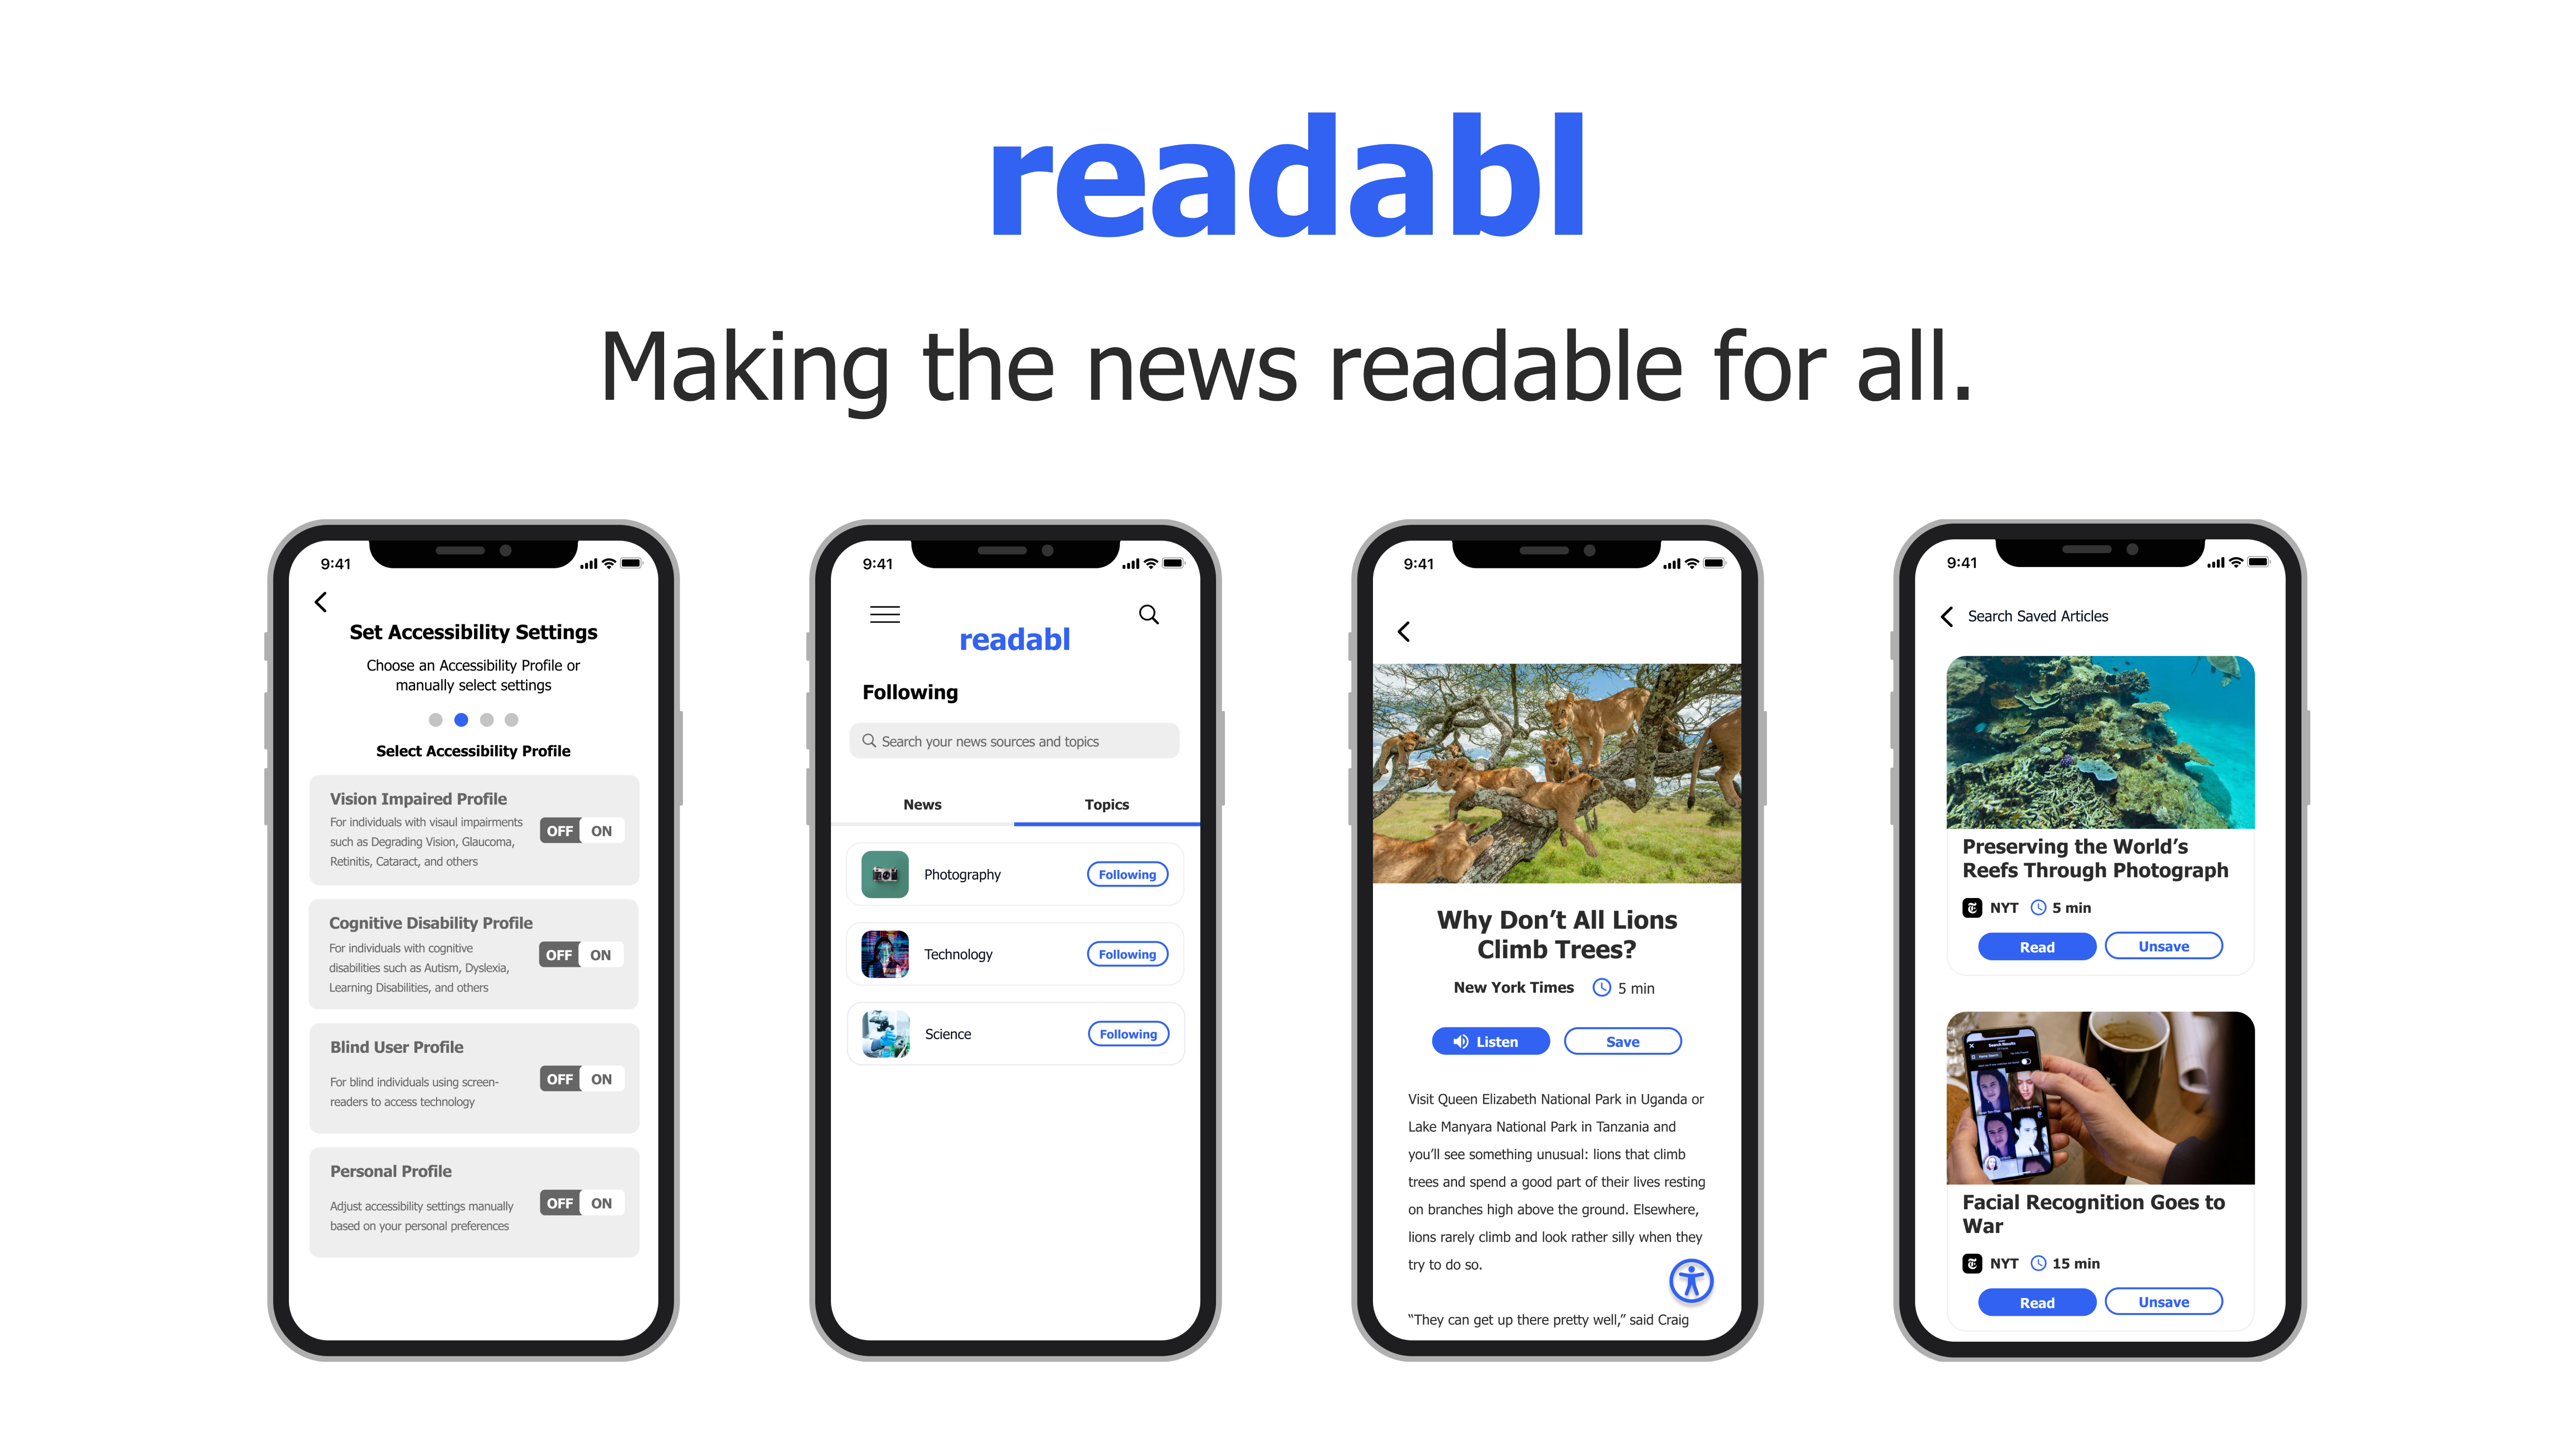 readabl
Making the news readable for all.
9:41
Set Accessibility Settings
Choose an Accessibility Profile or
manually select settings
Select Accessibility Profile
Vision Impaired Profile
For individuals with visaul impairments
such as Degrading Vision, Glaucoma,
Retinitis, Cataract, and others
OFF ON
Cognitive Disability Profile
For individuals with cognitive
disabilities such as Autism, Dyslexia,
Learning Disabilities, and others
OFF ON
Blind User Profile
For blind individuals using screen-
readers to access technology
OFF ON
Personal Profile
Adjust accessibility settings manually
based on your personal preferences
OFF ON
9:41
readabl
Following
Search your news sources and topics
News Topics
Photography Following
Technology Following
Science Following
9:41
Why Don’t All Lions
Climb Trees?
New York Times 5 min
Listen Save
Visit Queen Elizabeth National Park in Uganda or
Lake Manyara National Park in Tanzania and
you’ll see something unusual: lions that climb
trees and spend a good part of their lives resting
on branches high above the ground. Elsewhere,
lions rarely climb and look rather silly when they
try to do so.
“They can get up there pretty well,” said Craig
9:41
Search Saved Articles
Preserving the World’s
Reefs Through Photograph
NYT 5 min
Read Unsave
Search Results
Facial Recognition Goes to
War
NYT 15 min
Read Unsave